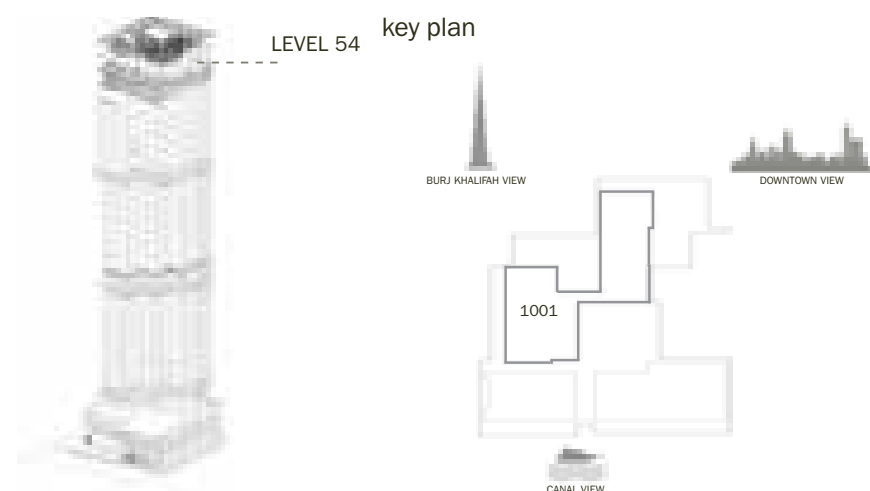 key plan
LEVEL 54
BURJ KHALIFAH VIEW
DOWNTOWN VIEW
1001
CANAL VIEW